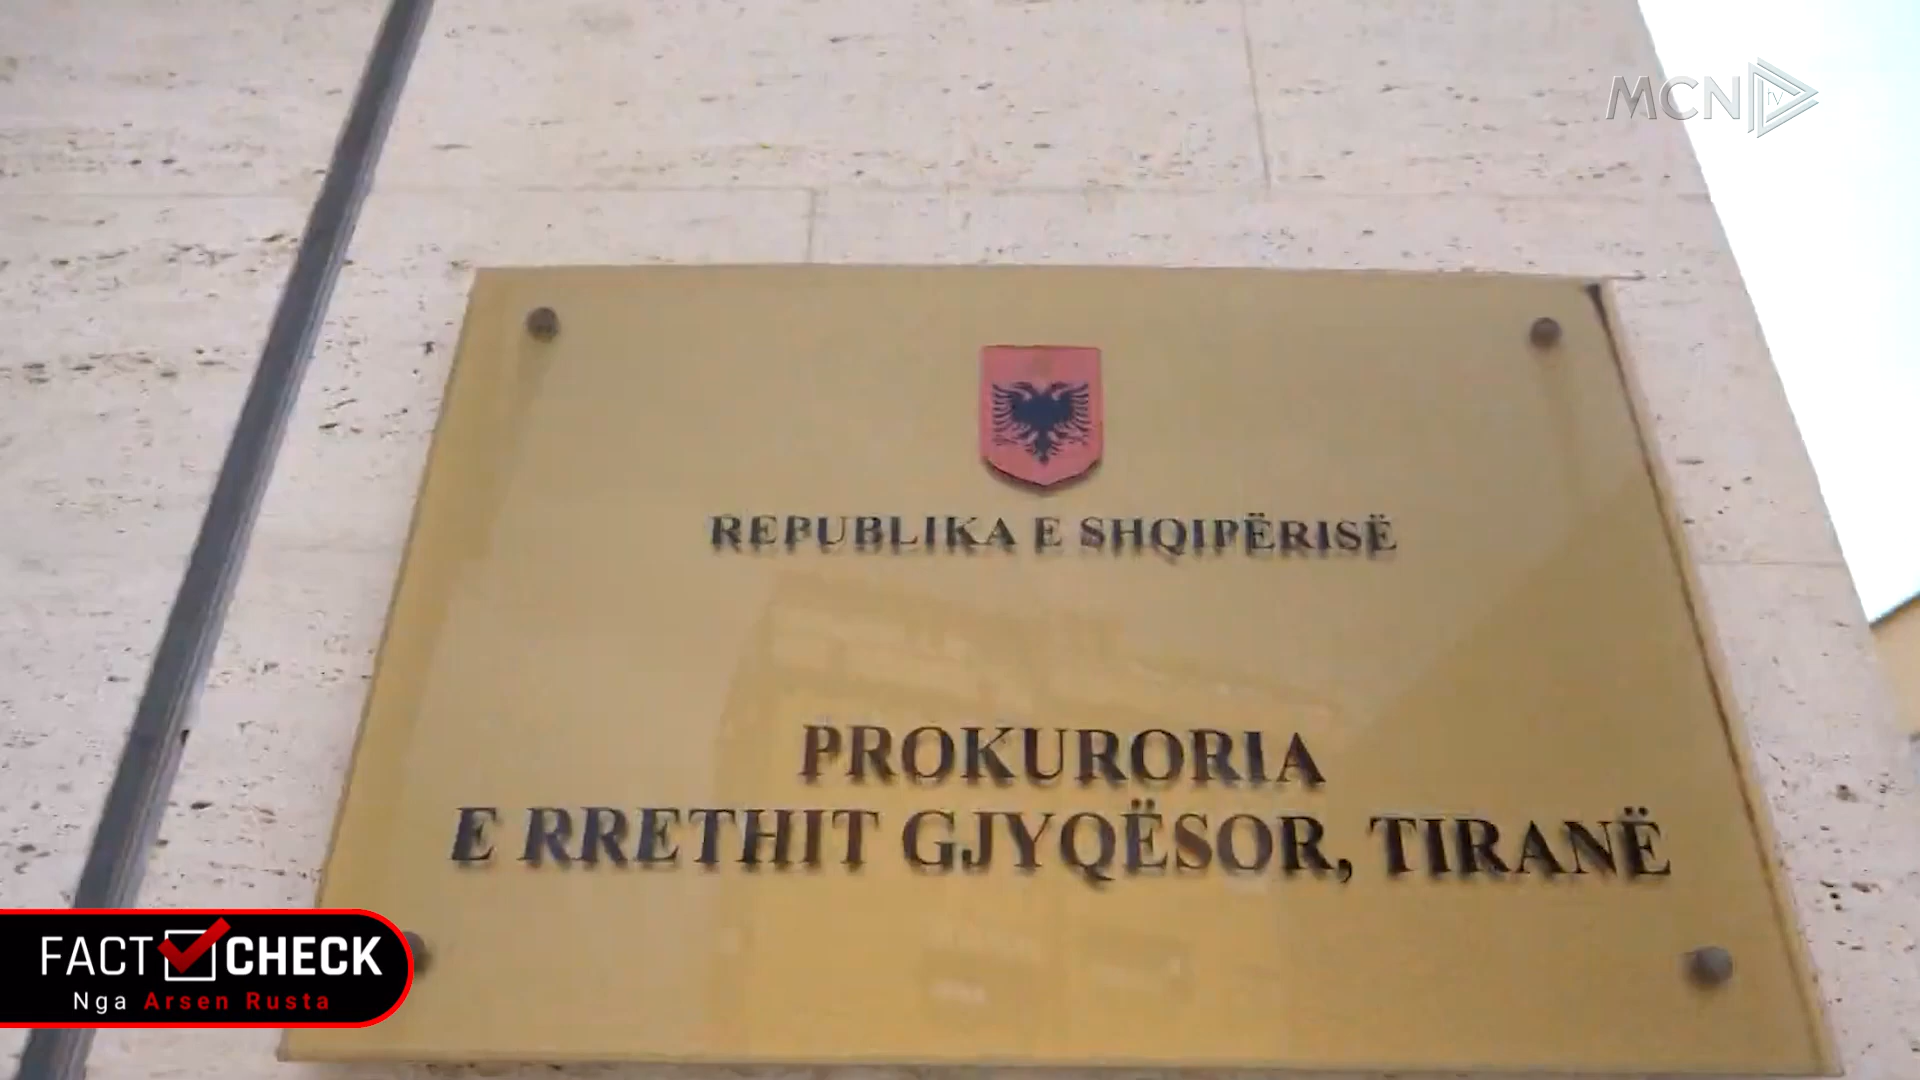 MCN TV
REPUBLIKA E SHQIPËRISË
PROKURORIA
E RRETHIT GJYQËSOR, TIRANË
FACT CHECK
Nga Arsen Rusta